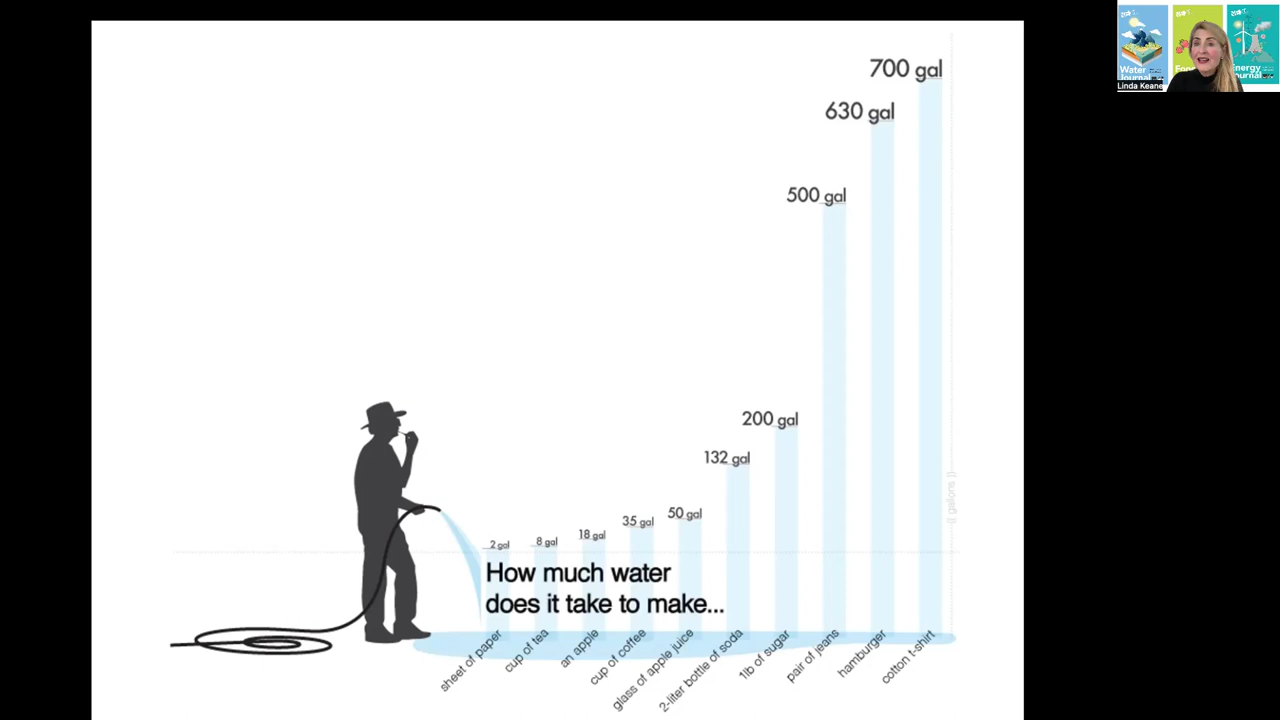 700 gal
630 gal
500 gal
200 gal
132 gal
50 gal
35 gal
18 gal
8 gal
2 gal
How much water
does it take to make...
sheet of paper
cup of tea
an apple
cup of coffee
glass of apple juice
2-liter bottle of soda
1lb of sugar
pair of jeans
hamburger
cotton t-shirt
[[ gallons ]]
Water
Journal
Energy
Journal
Linda Keane